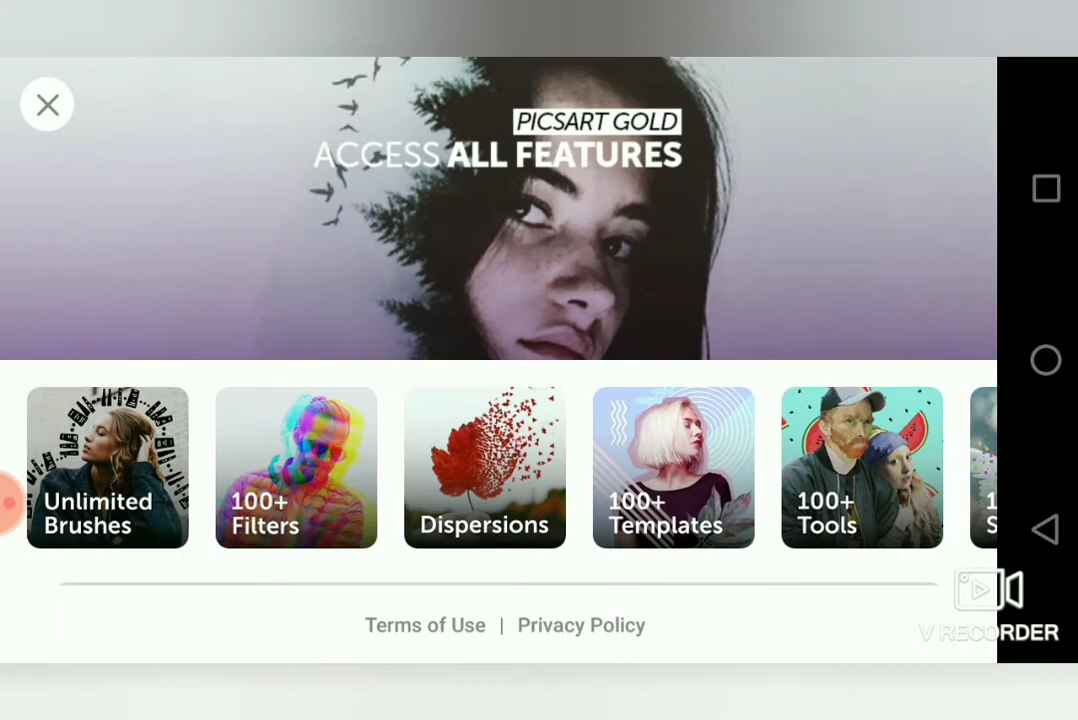 PICSART GOLD
ACCESS ALL FEATURES
Unlimited
Brushes
100+
Filters
Dispersions
100+
Templates
100+
Tools
1
S
Terms of Use | Privacy Policy
V RECORDER